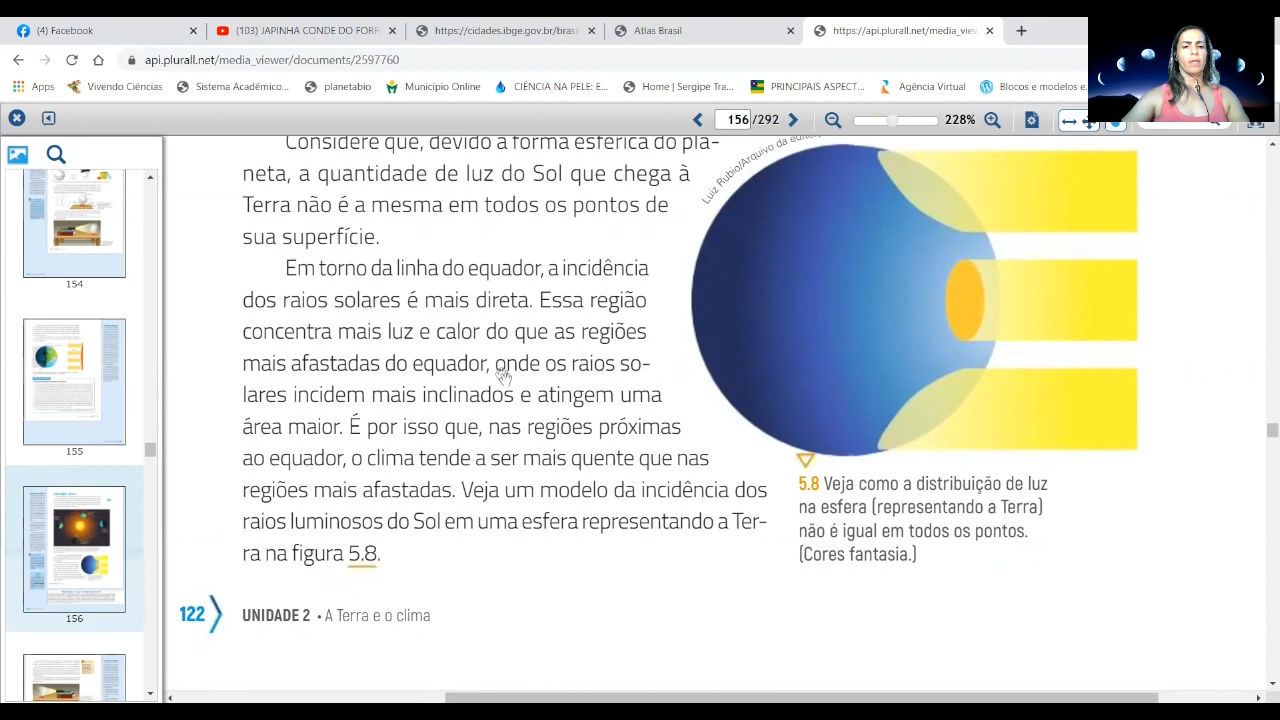 (4) Facebook
(103) JAPINHA CONDE DO FORR
https://cidades.ibge.gov.br/brasi
Atlas Brasil
https://api.plurall.net/media_view
api.plurall.net/media_viewer/documents/2597760
Apps
Vivendo Ciências
Sistema Acadêmico...
planetabio
Município Online
CIÊNCIA NA PELE: E...
Home | Sergipe Tra...
PRINCIPAIS ASPECT...
Agência Virtual
Blocos e modelos e
156 /292
228%
154
155
156
Considere que, devido à forma esférica do pla-
neta, a quantidade de luz do Sol que chega à
Terra não é a mesma em todos os pontos de
sua superfície.
Em torno da linha do equador, a incidência
dos raios solares é mais direta. Essa região
concentra mais luz e calor do que as regiões
mais afastadas do equador, onde os raios so-
lares incidem mais inclinados e atingem uma
área maior. É por isso que, nas regiões próximas
ao equador, o clima tende a ser mais quente que nas
regiões mais afastadas. Veja um modelo da incidência dos
raios luminosos do Sol em uma esfera representando a Ter-
ra na figura 5.8.
Luiz Rubio/Arquivo da editora
5.8 Veja como a distribuição de luz
na esfera (representando a Terra)
não é igual em todos os pontos.
(Cores fantasia.)
122
UNIDADE 2 • A Terra e o clima